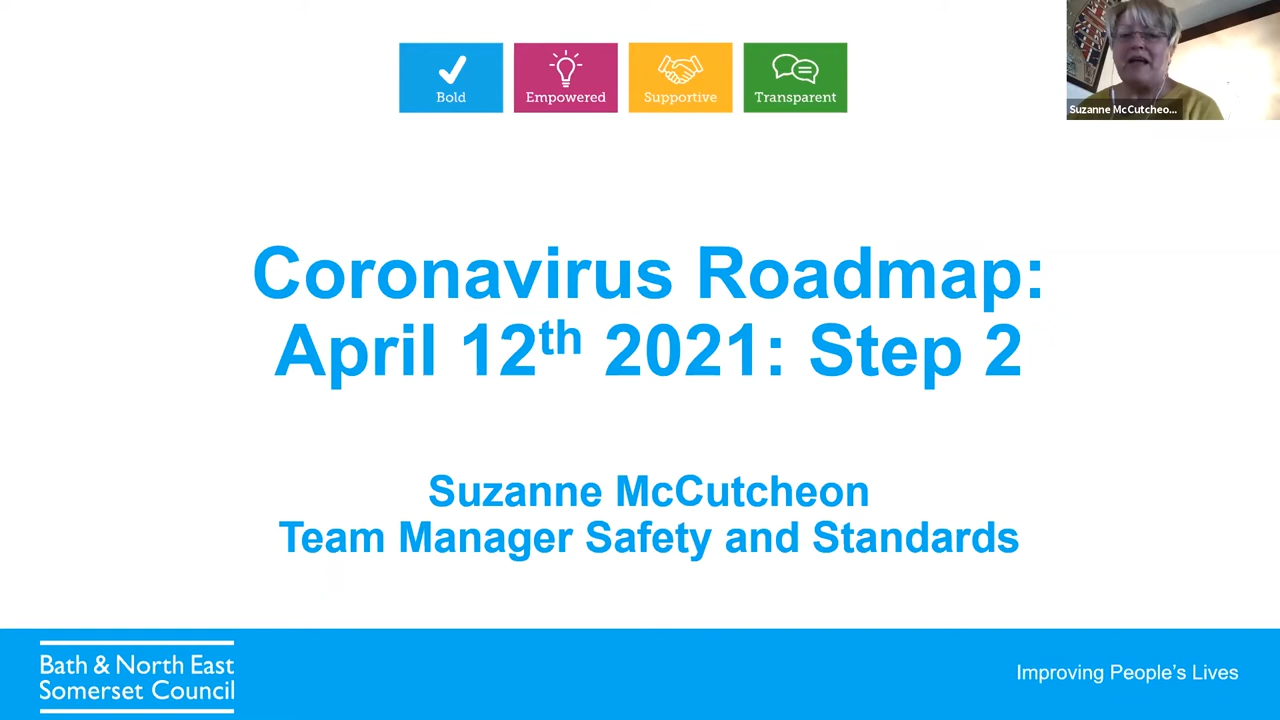 Bold
Empowered
Supportive
Transparent
Suzanne McCutcheo...
Coronavirus Roadmap:
April 12th 2021: Step 2
Suzanne McCutcheon
Team Manager Safety and Standards
Bath & North East
Somerset Council
Improving People's Lives